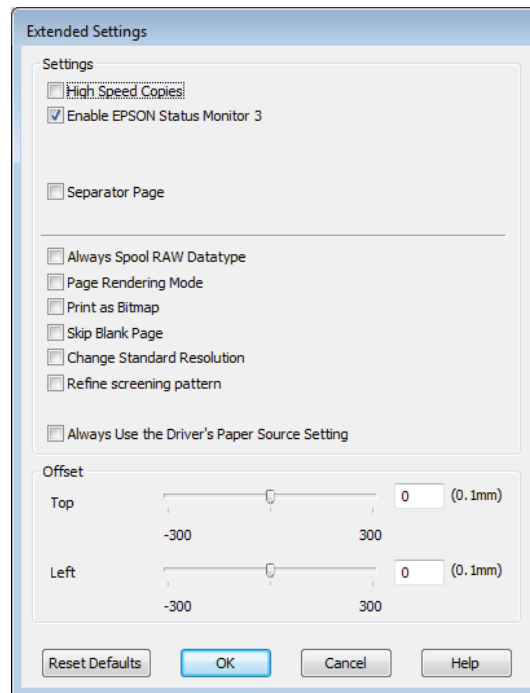 Extended Settings
Settings
High Speed Copies
Enable EPSON Status Monitor 3
Separator Page
Always Spool RAW Datatype
Page Rendering Mode
Print as Bitmap
Skip Blank Page
Change Standard Resolution
Refine screening pattern
Always Use the Driver's Paper Source Setting
Offset
Top 0 (0.1mm)
-300 300
Left 0 (0.1mm)
-300 300
Reset Defaults OK Cancel Help